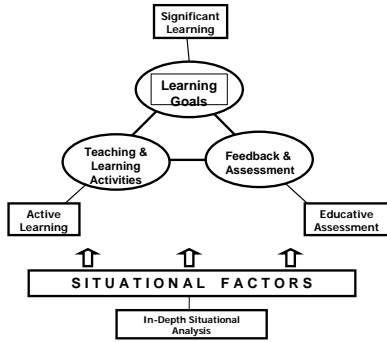 Significant
Learning
Learning
Goals
Teaching &
Learning
Activities
Feedback &
Assessment
Active
Learning
Educative
Assessment
SITUATIONAL FACTORS
In-Depth Situational
Analysis